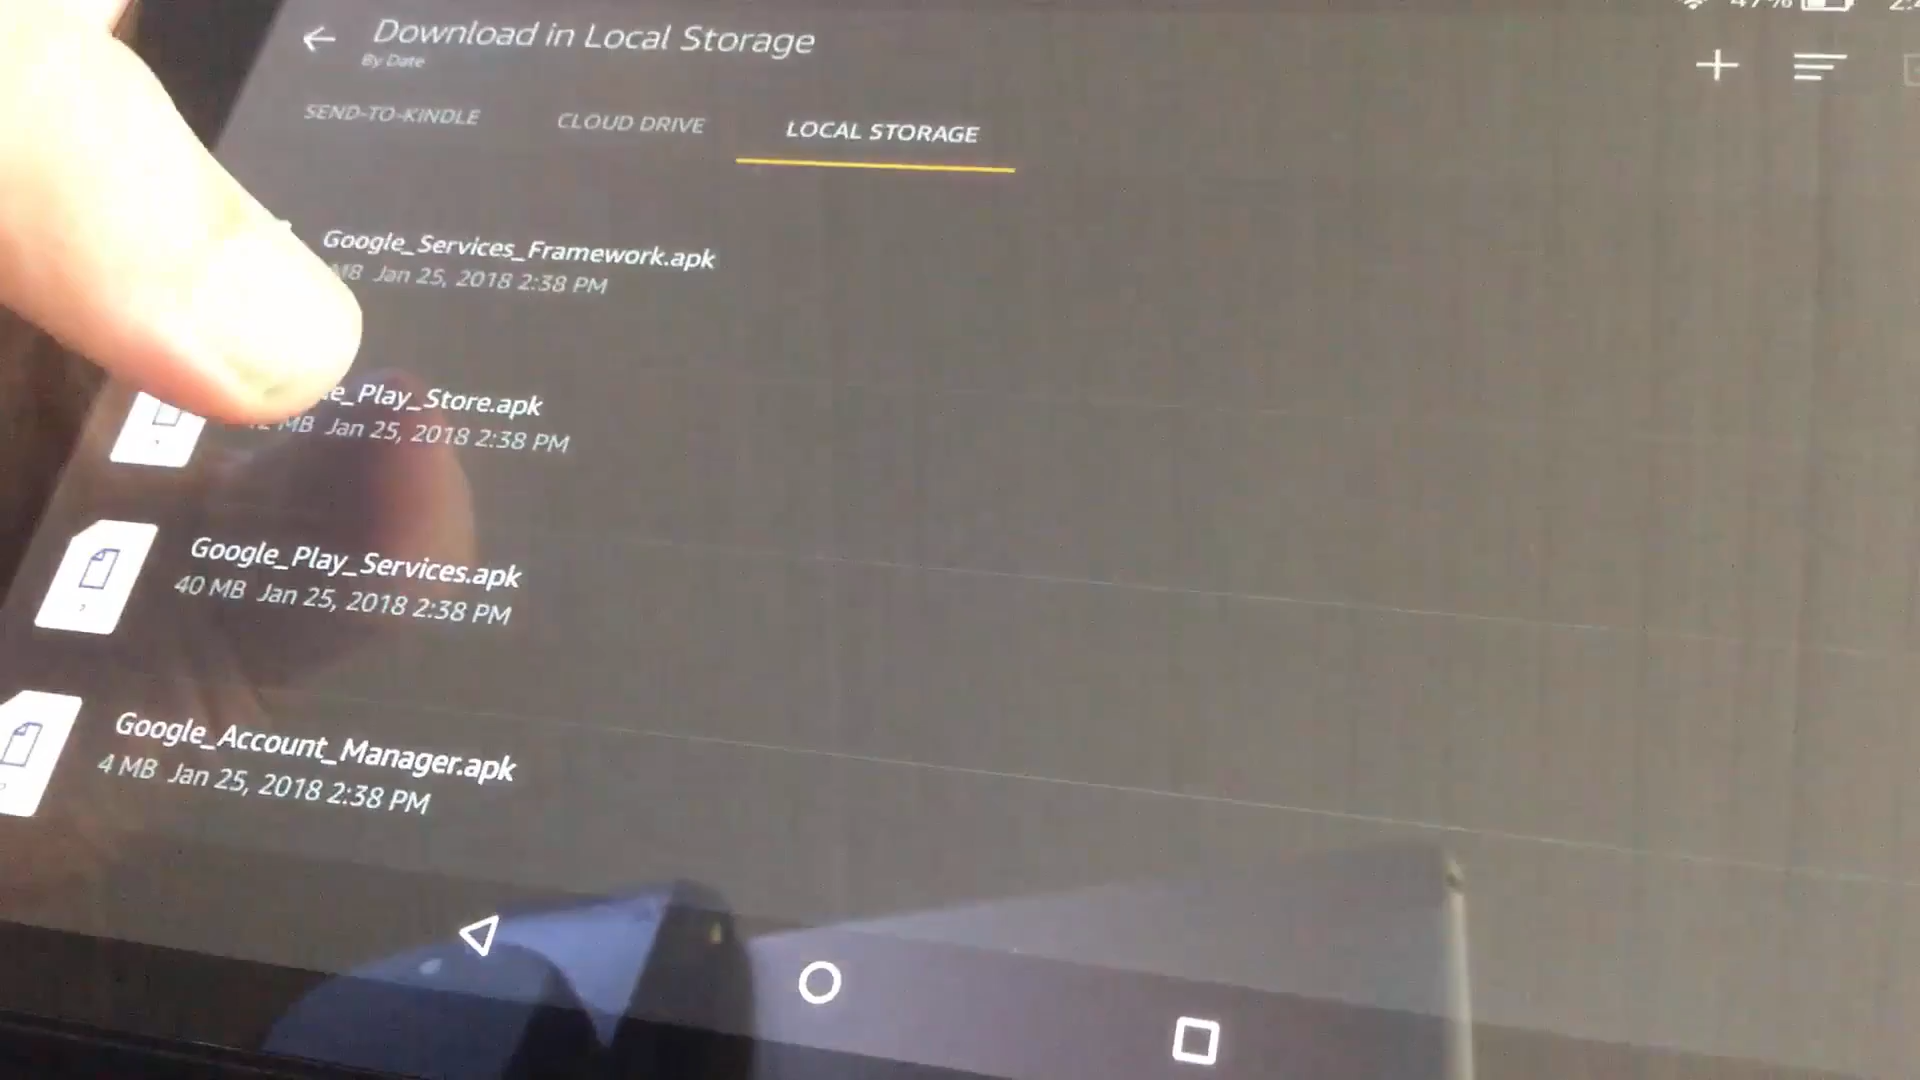 47%
Download in Local Storage
By Date
SEND-TO-KINDLE
CLOUD DRIVE
LOCAL STORAGE
Google_Services_Framework.apk
MB Jan 25, 2018 2:38 PM
e_Play_Store.apk
MB Jan 25, 2018 2:38 PM
Google_Play_Services.apk
40 MB Jan 25, 2018 2:38 PM
Google_Account_Manager.apk
4 MB Jan 25, 2018 2:38 PM